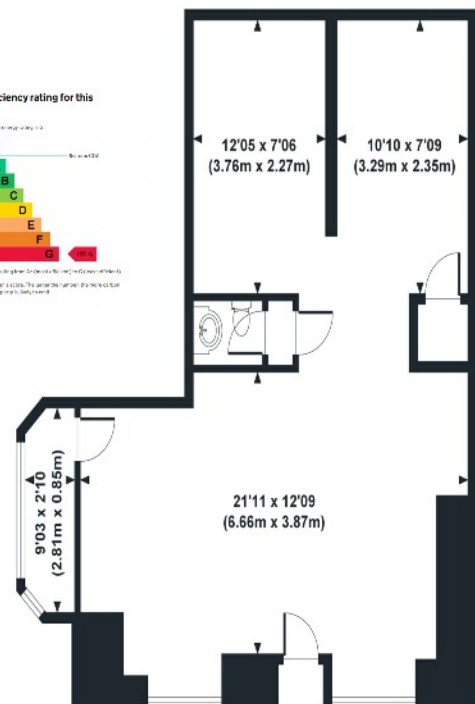 ciency rating for this
B
C
D
E
F
G
12'05 x 7'06
(3.76m x 2.27m)
10'10 x 7'09
(3.29m x 2.35m)
9'03 x 2'10
(2.81m x 0.85m)
21'11 x 12'09
(6.66m x 3.87m)